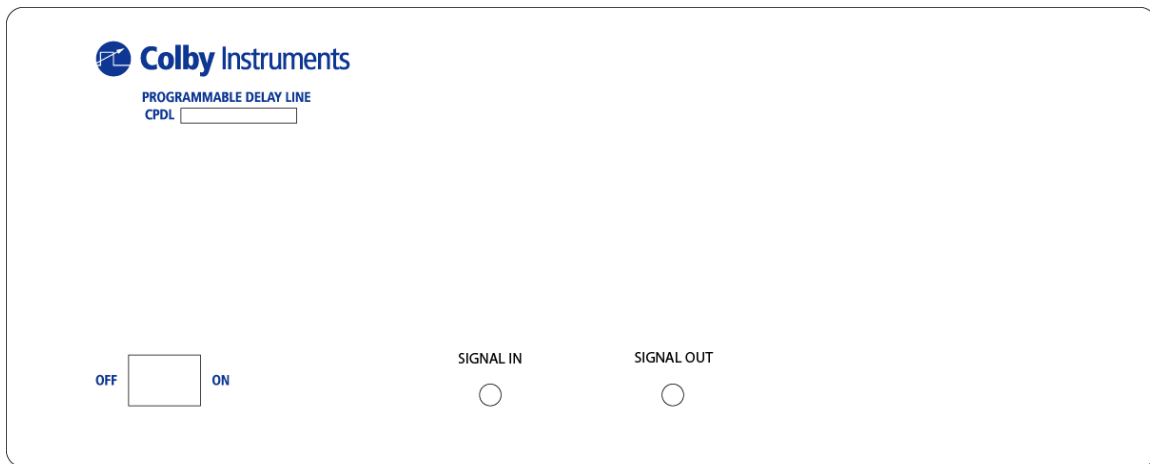 Colby Instruments
PROGRAMMABLE DELAY LINE
CPDL
SIGNAL IN
SIGNAL OUT
OFF
ON